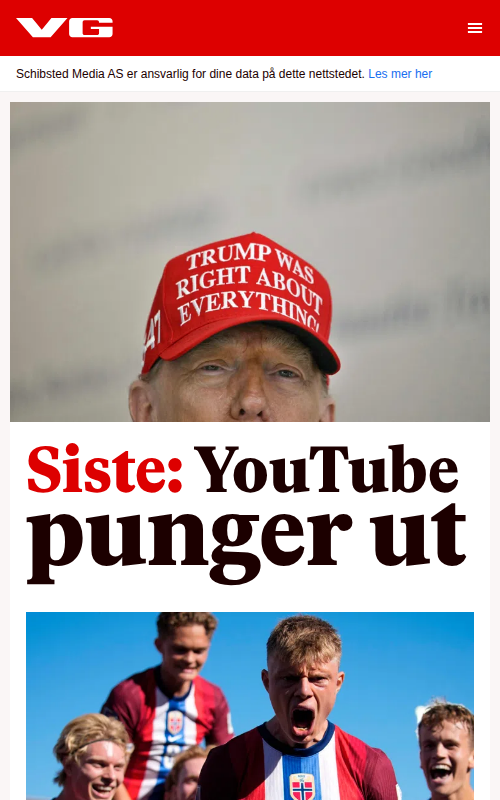 VG
Schibsted Media AS er ansvarlig for dine data på dette nettstedet. Les mer her
TRUMP WAS
RIGHT ABOUT
EVERYTHING!
47
Siste: YouTube
punger ut